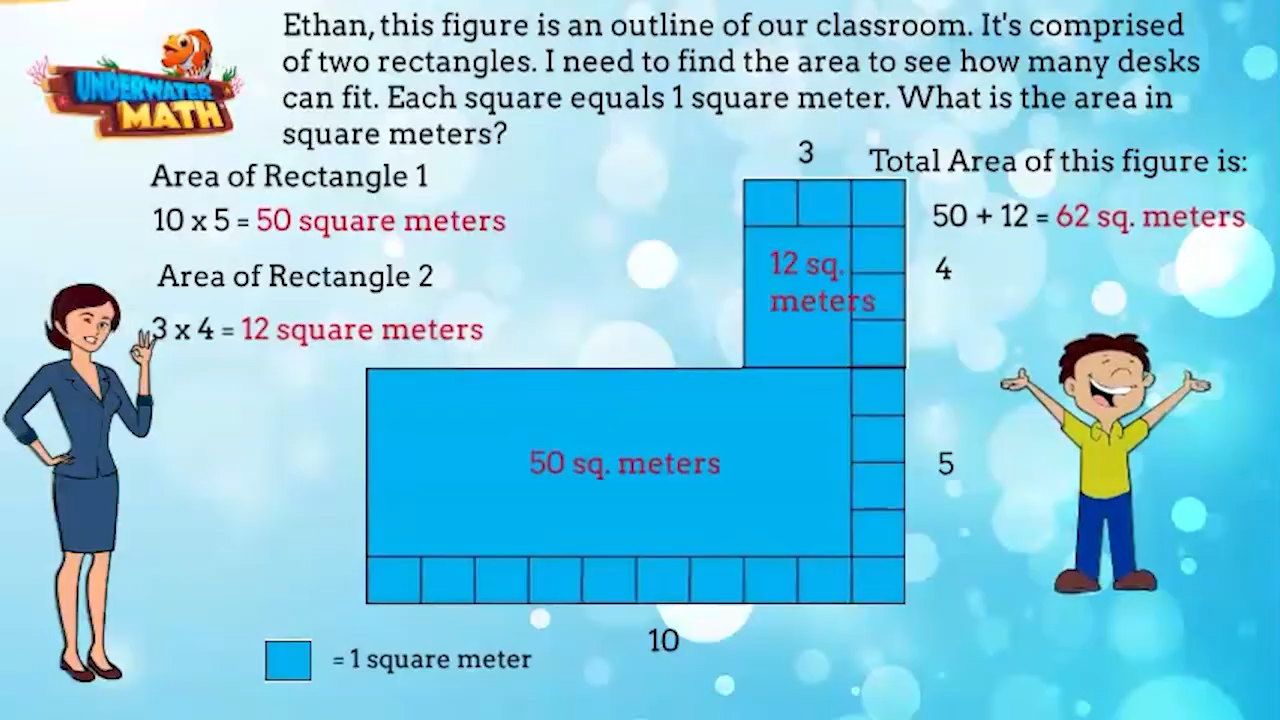 Ethan, this figure is an outline of our classroom. It's comprised
of two rectangles. I need to find the area to see how many desks
can fit. Each square equals 1 square meter. What is the area in
square meters?
UNDERWATER
MATH
Area of Rectangle 1
10 x 5 = 50 square meters
Area of Rectangle 2
3 x 4 = 12 square meters
3
Total Area of this figure is:
50 + 12 = 62 sq. meters
12 sq.
meters
4
50 sq. meters
5
10
= 1 square meter